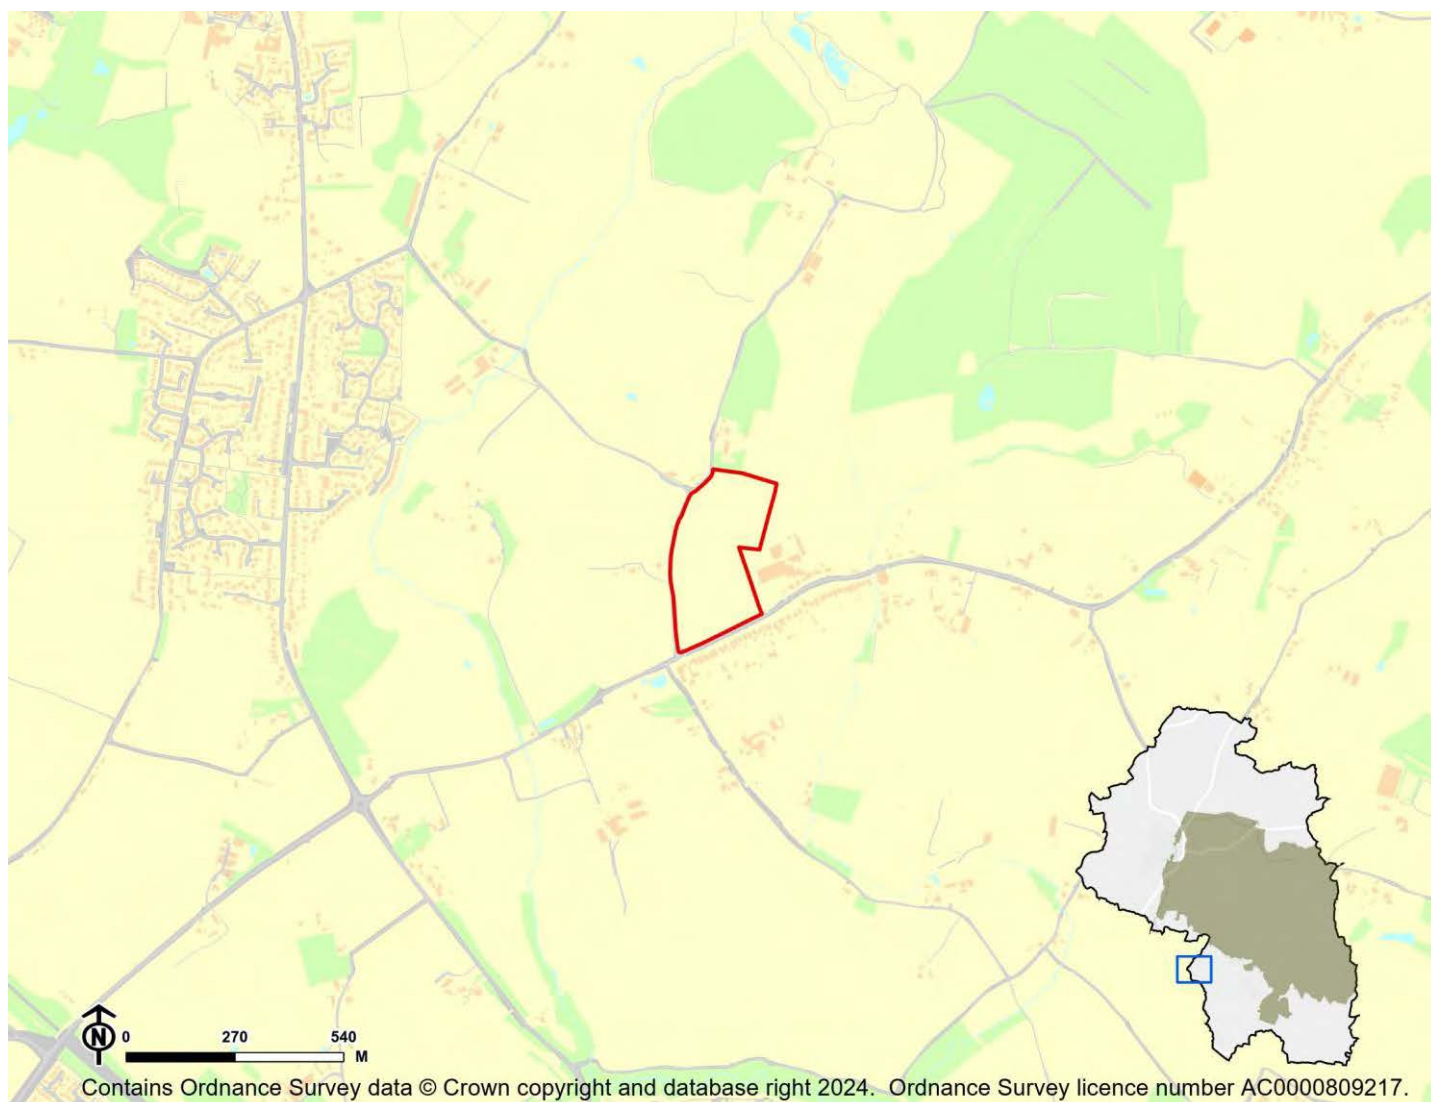 N
0 270 540
M
Contains Ordnance Survey data © Crown copyright and database right 2024. Ordnance Survey licence number AC0000809217.